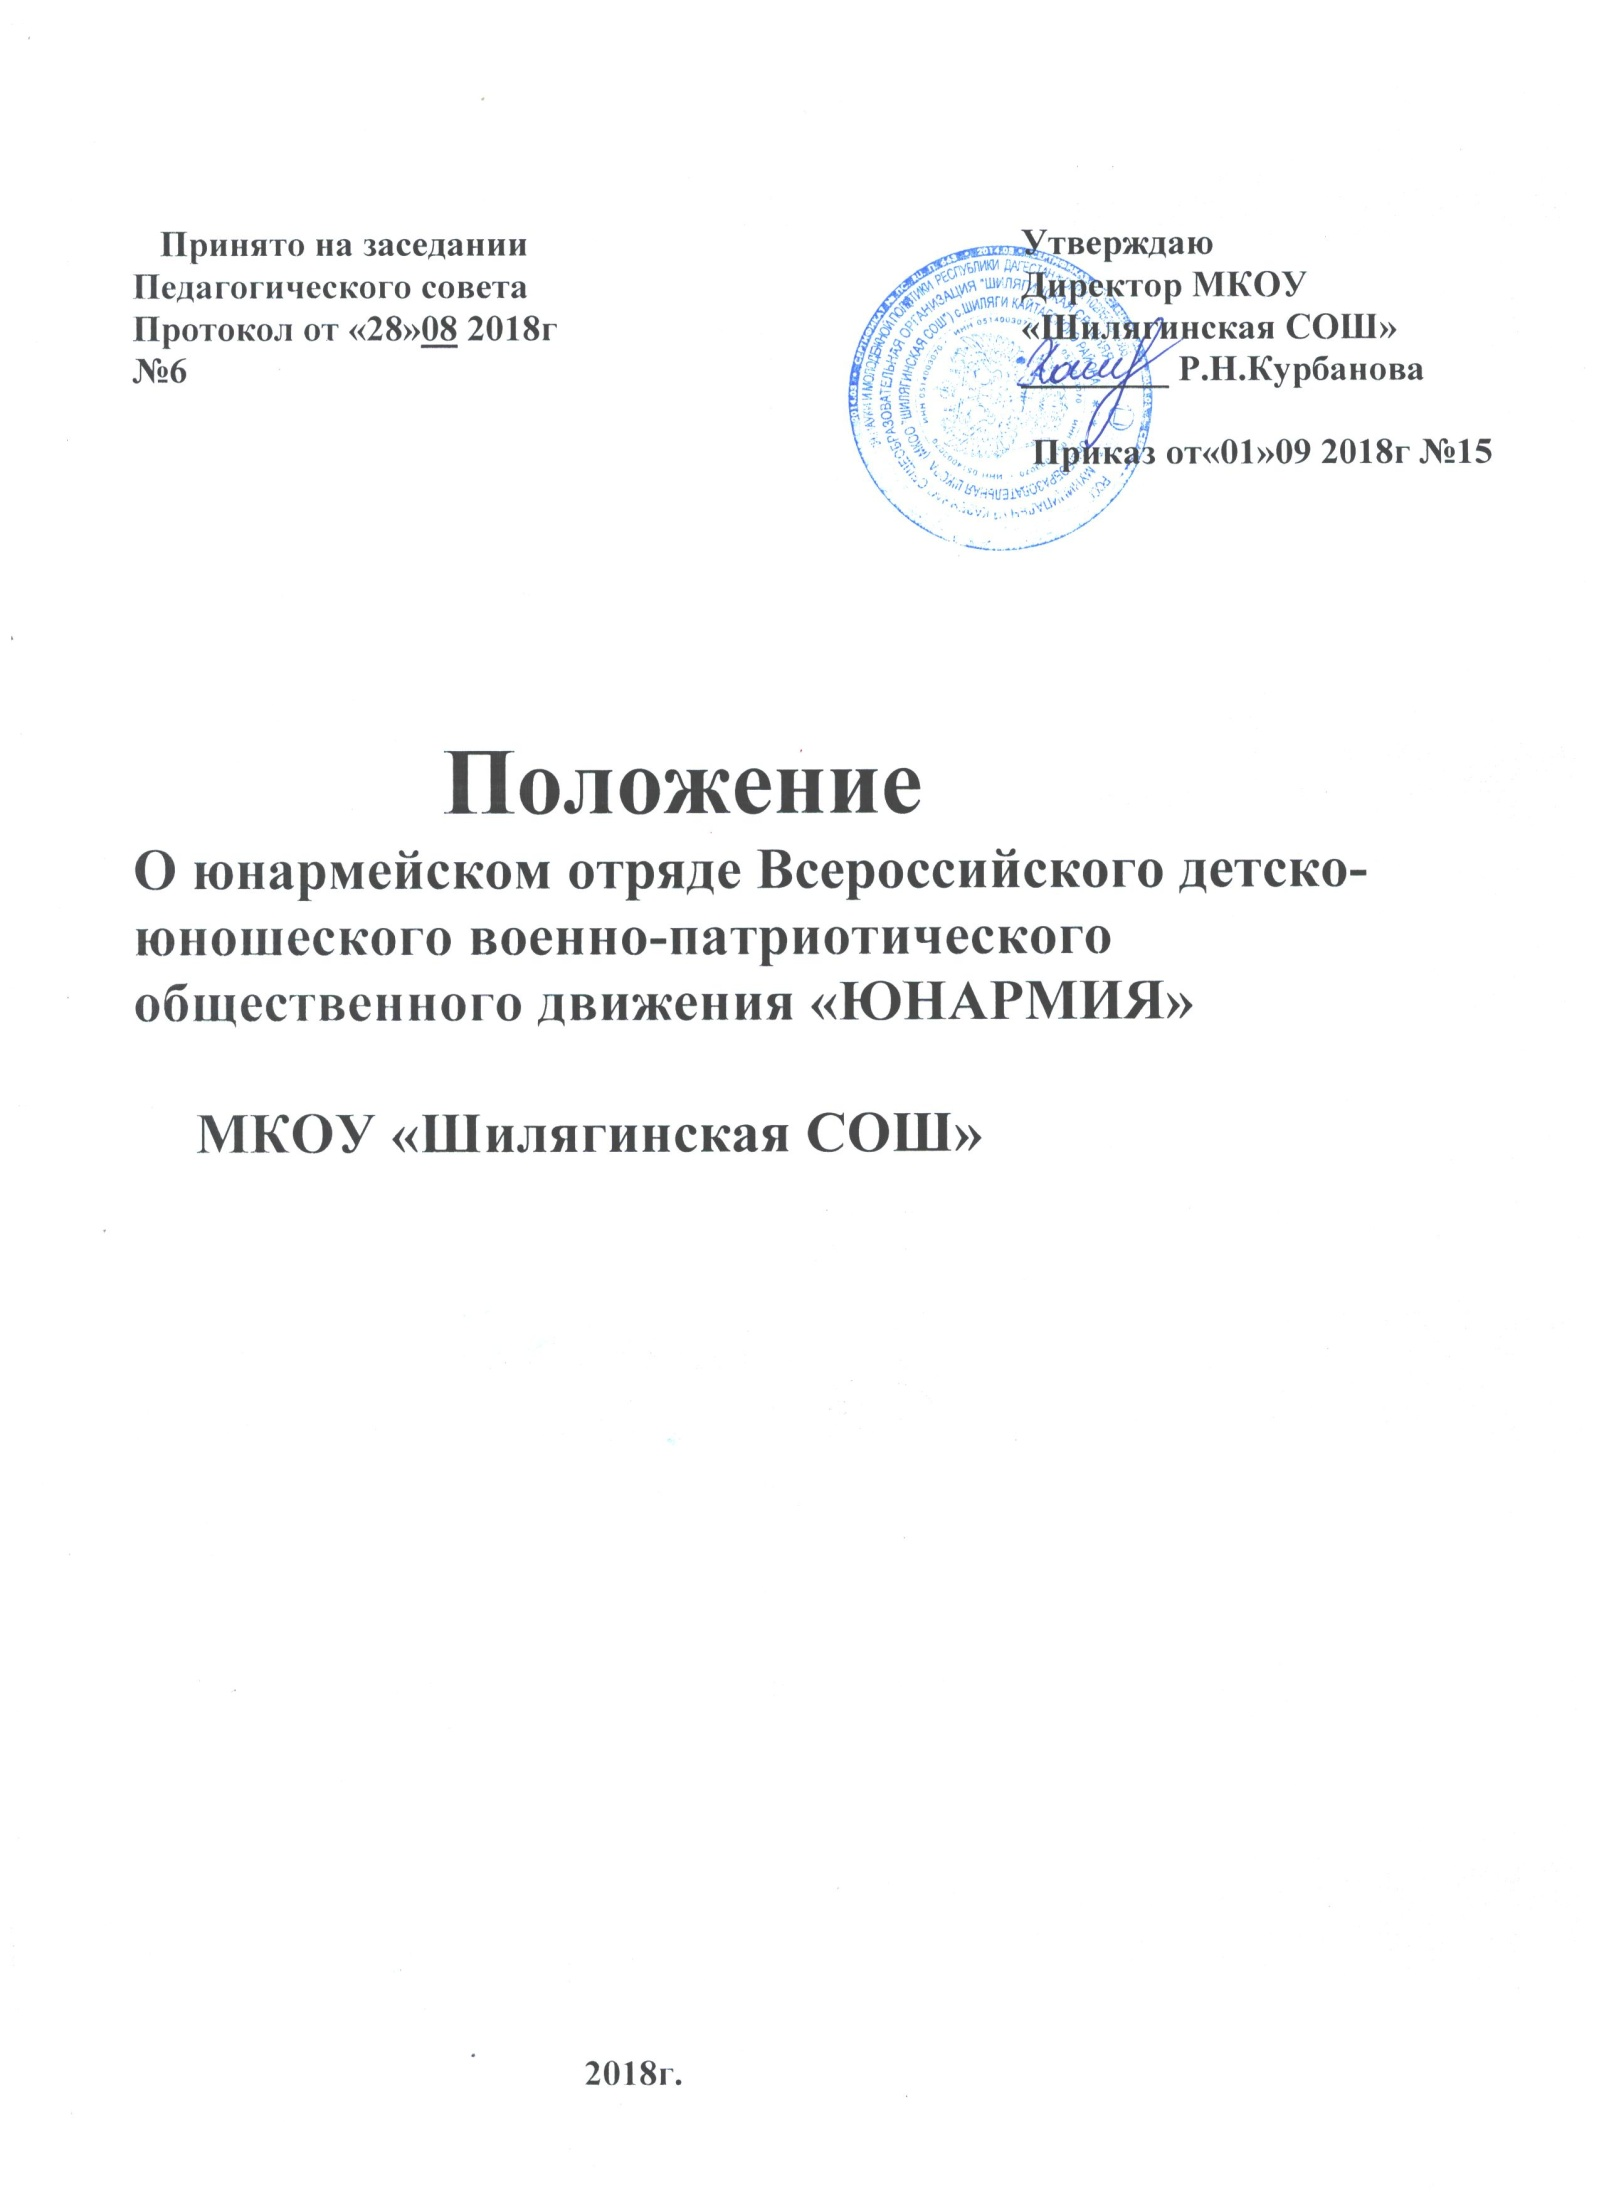 Принято на заседании
Педагогического совета
Протокол от «28»08 2018г
№6
Утверждаю
Директор МКОУ
«Шилягинская СОШ»
Р.Н.Курбанова
Приказ от«01»09 2018г №15
Положение
О юнармейском отряде Всероссийского детско-
юношеского военно-патриотического
общественного движения «ЮНАРМИЯ»
МКОУ «Шилягинская СОШ»
2018г.